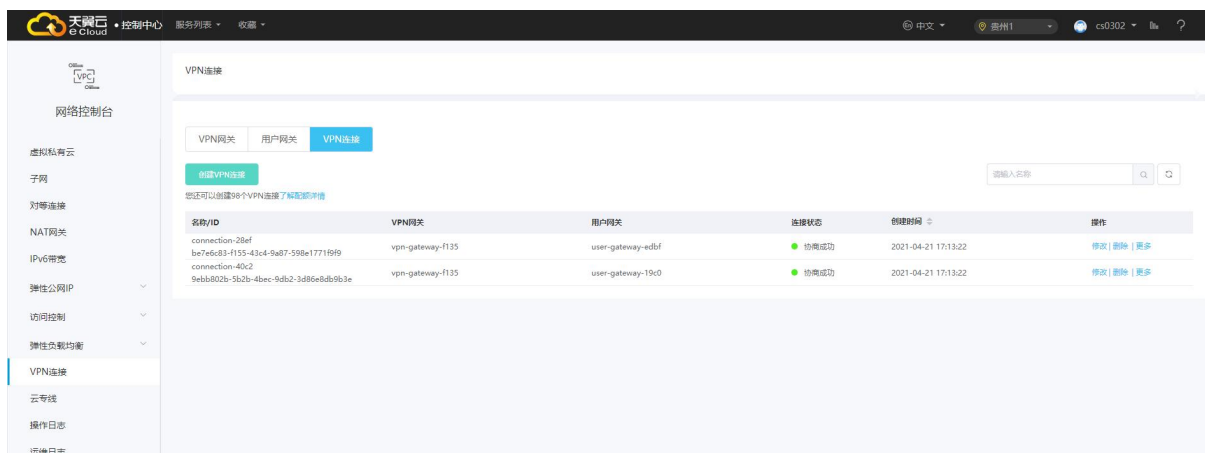 天翼云 e Cloud • 控制中心 服务列表 收藏 中文 贵州1 cs0302 ?
VPC
网络控制台
虚拟私有云
子网
对等连接
NAT网关
IPv6带宽
弹性公网IP
访问控制
弹性负载均衡
VPN连接
云专线
操作日志
运维日志
VPN连接
VPN网关 用户网关 VPN连接
创建VPN连接 请输入名称
您还可以创建98个VPN连接了解配额详情
名称/ID VPN网关 用户网关 连接状态 创建时间 操作
connection-28ef
be7e6c83-f155-43c4-9a87-598e1771f9f9 vpn-gateway-f135 user-gateway-edbf 协商成功 2021-04-21 17:13:22 修改 | 删除 | 更多
connection-40c2
9ebb802b-5b2b-4bec-9db2-3d86e8db9b3e vpn-gateway-f135 user-gateway-19c0 协商成功 2021-04-21 17:13:22 修改 | 删除 | 更多